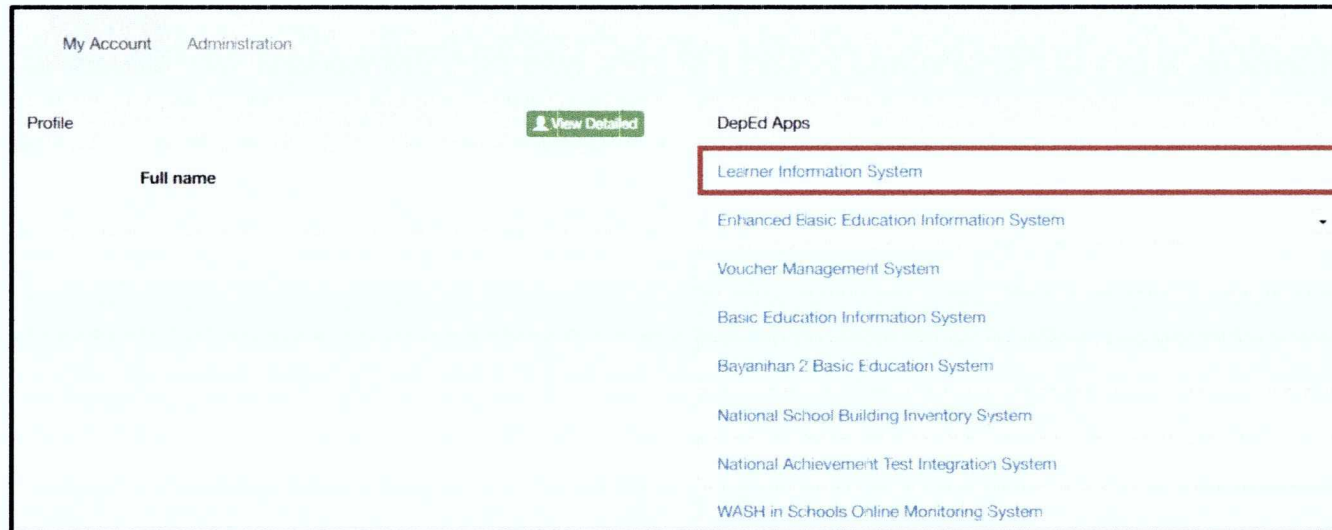 My Account Administration
Profile
View Detailed
Full name
DepEd Apps
Learner Information System
Enhanced Basic Education Information System
Voucher Management System
Basic Education Information System
Bayanihan 2 Basic Education System
National School Building Inventory System
National Achievement Test Integration System
WASH in Schools Online Monitoring System